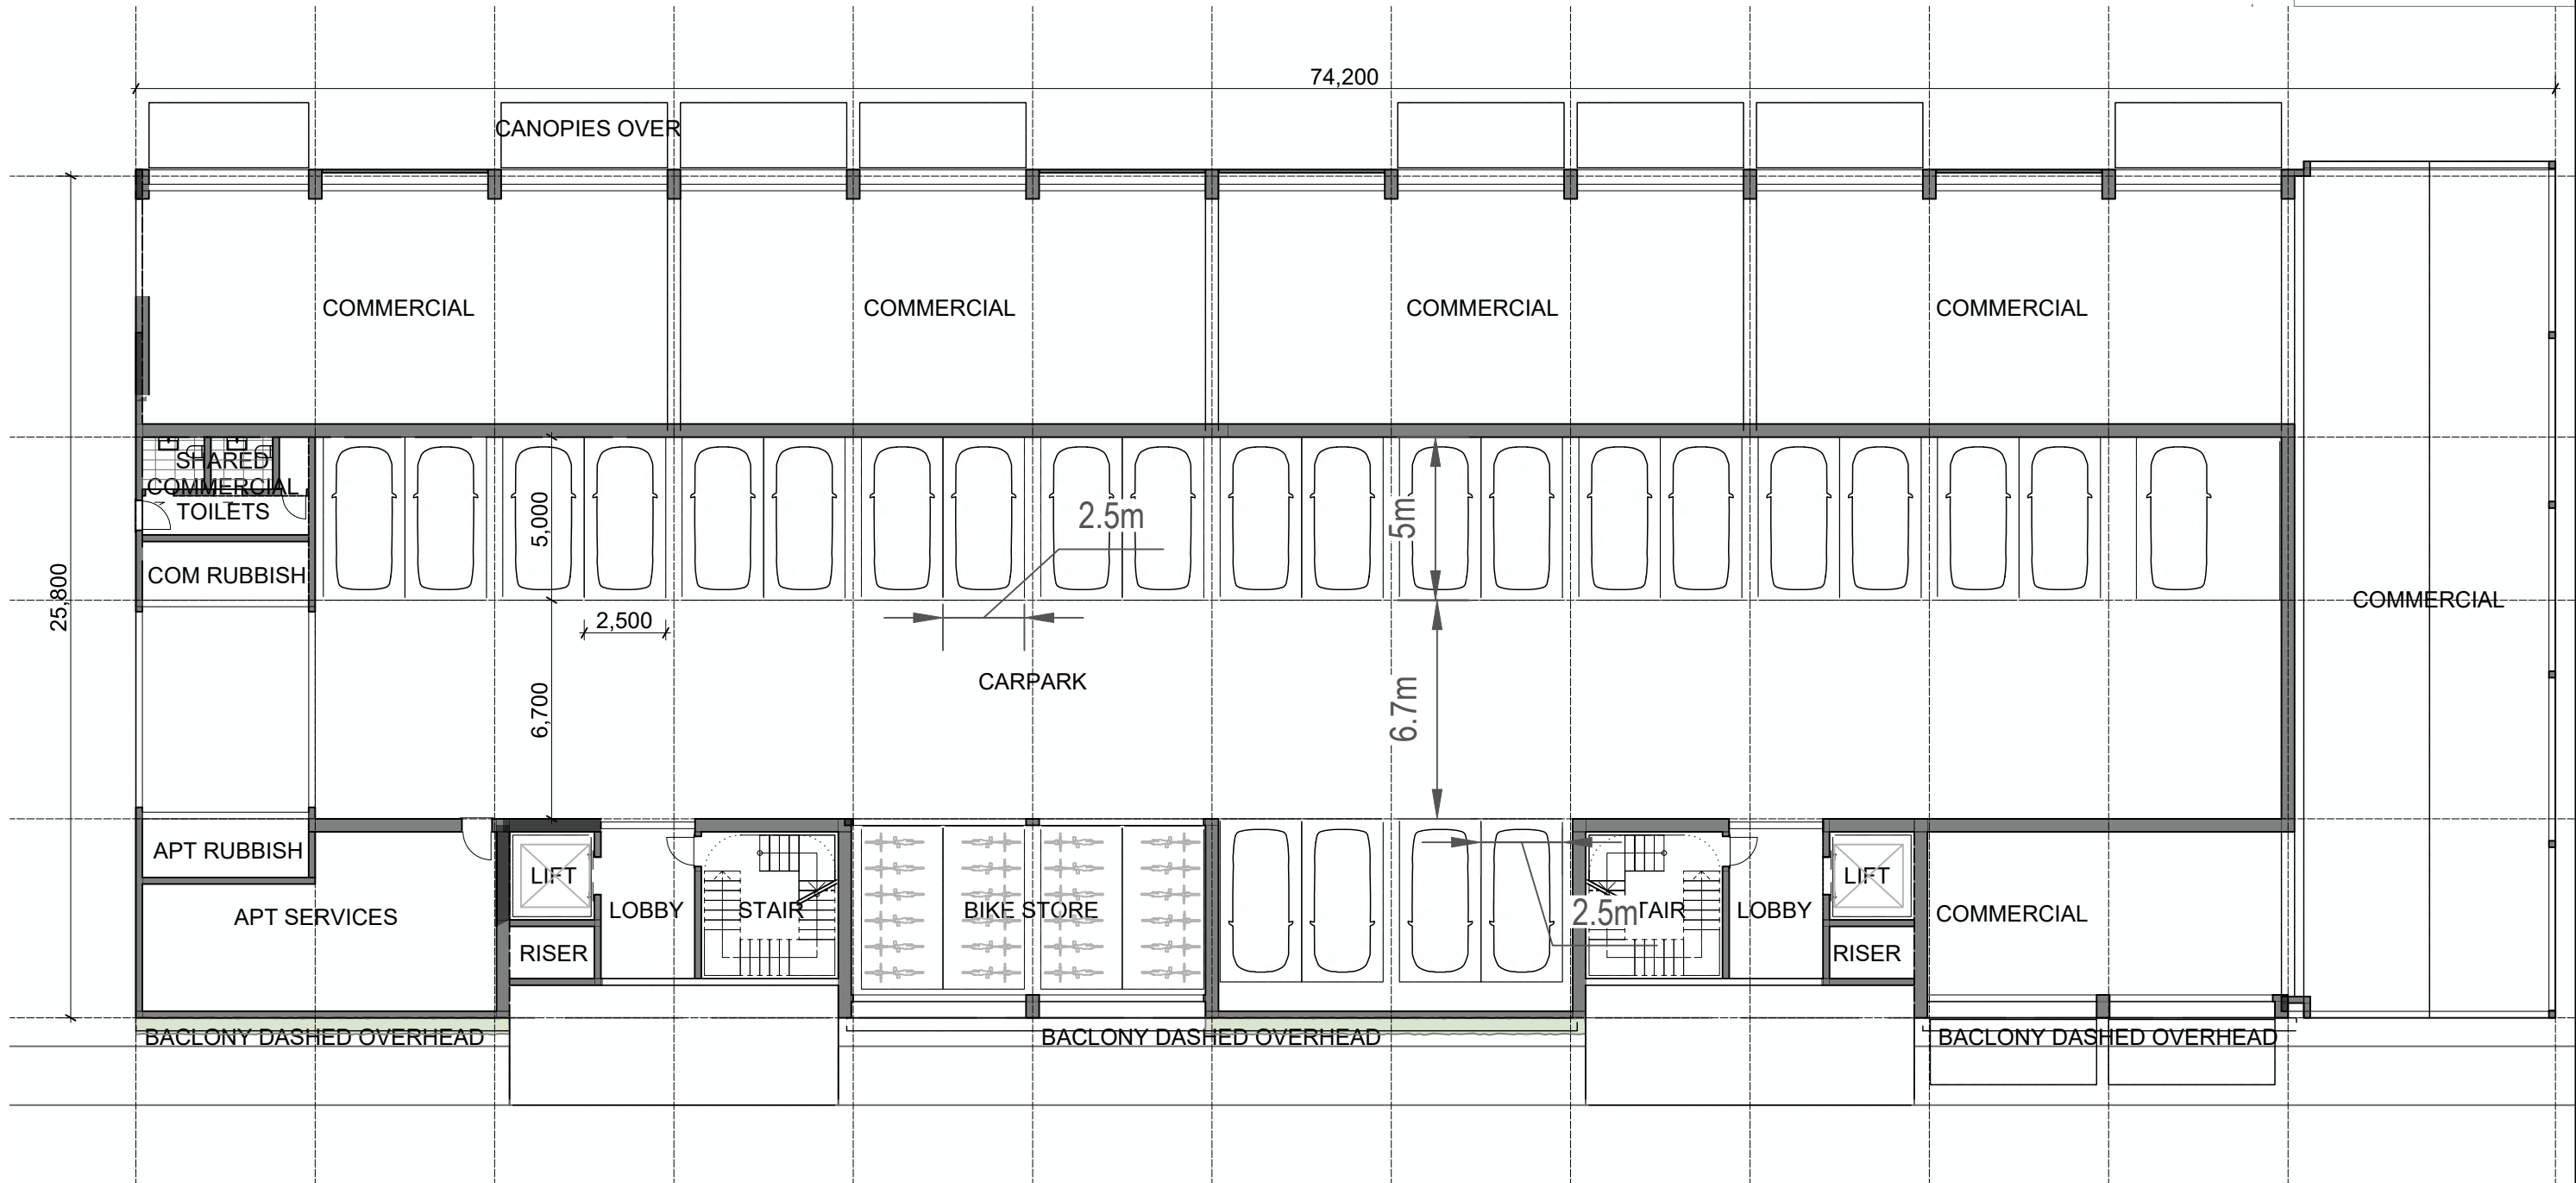 74,200
CANOPIES OVER
COMMERCIAL
COMMERCIAL
COMMERCIAL
COMMERCIAL
SHARED
COMMERCIAL
TOILETS
COM RUBBISH
25,800
5,000
2,500
6,700
2.5m
5m
6.7m
CARPARK
COMMERCIAL
APT RUBBISH
APT SERVICES
LIFT
RISER
LOBBY
STAIR
BIKE STORE
2.5m
TAIR
LOBBY
LIFT
RISER
COMMERCIAL
BACLONY DASHED OVERHEAD
BACLONY DASHED OVERHEAD
BACLONY DASHED OVERHEAD